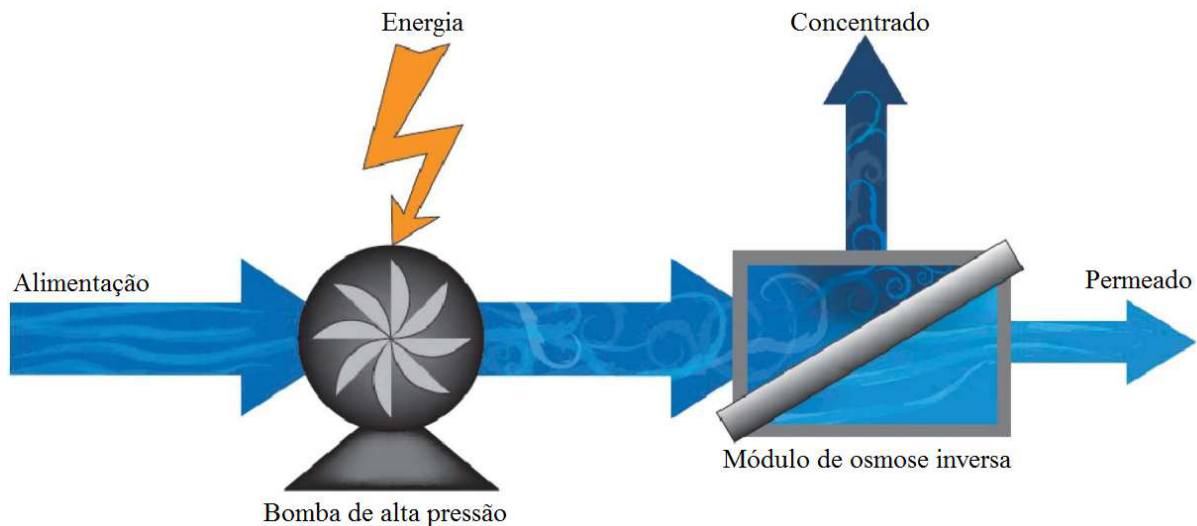 Energia
Concentrado
Alimentação
Permeado
Módulo de osmose inversa
Bomba de alta pressão